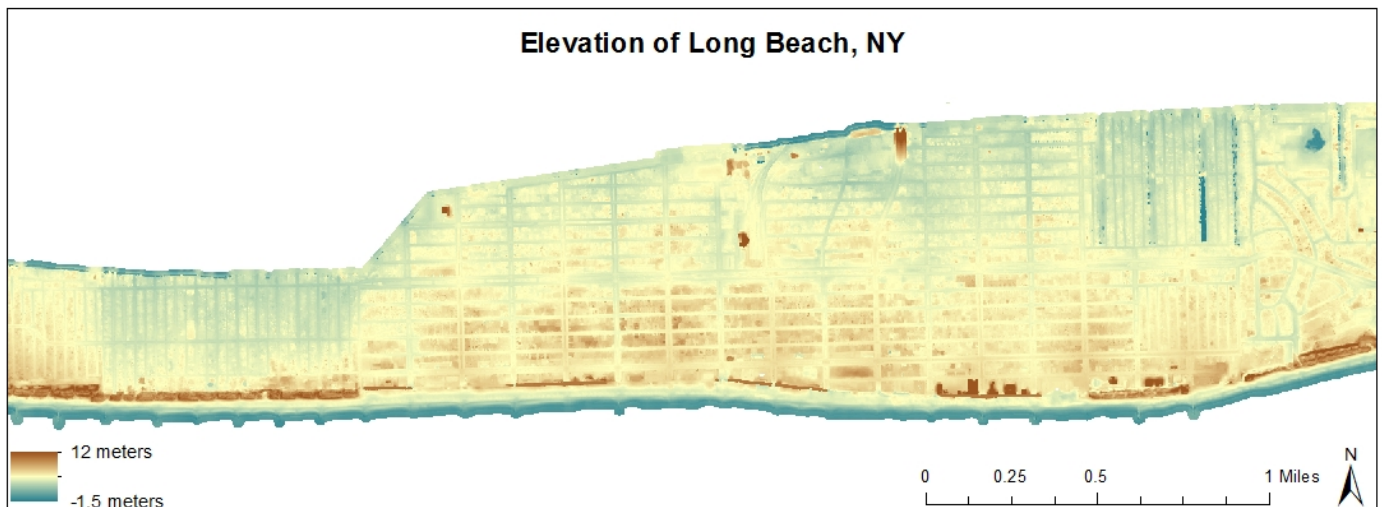 Elevation of Long Beach, NY
12 meters
-1.5 meters
N
0 0.25 0.5 1 Miles